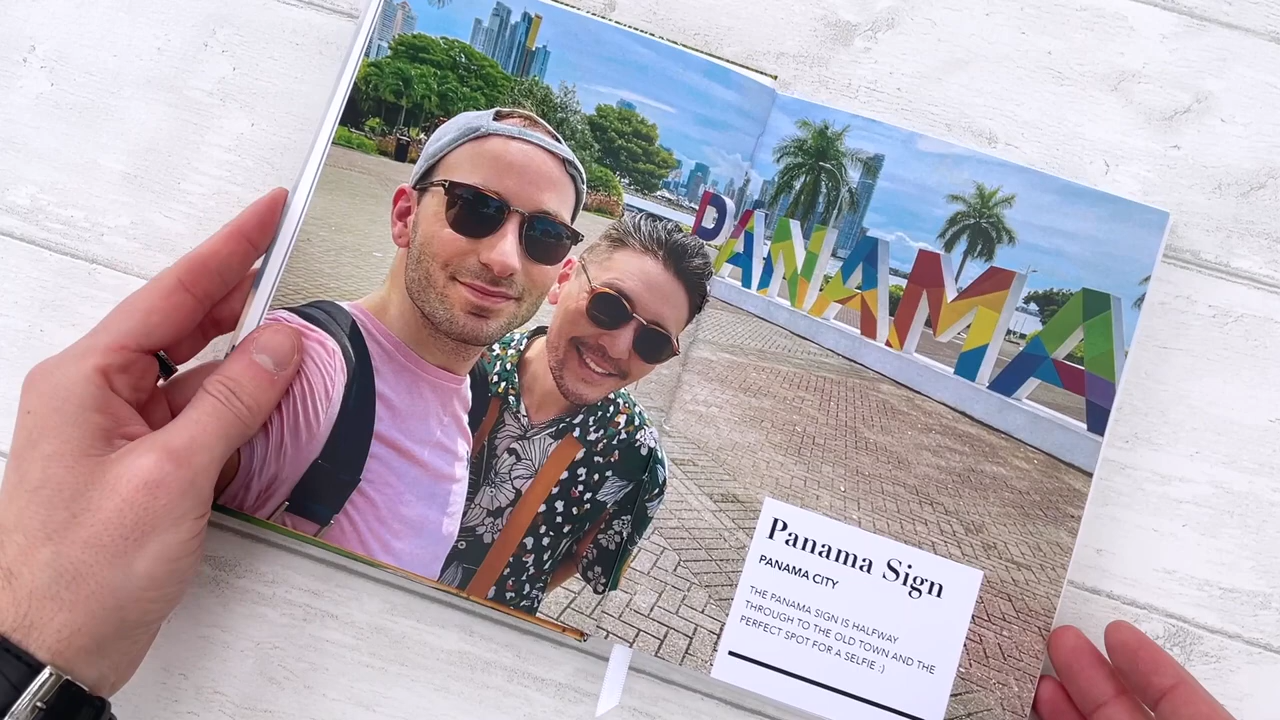 PANAMA
Panama Sign
PANAMA CITY
THE PANAMA SIGN IS HALFWAY
THROUGH TO THE OLD TOWN AND THE
PERFECT SPOT FOR A SELFIE :)